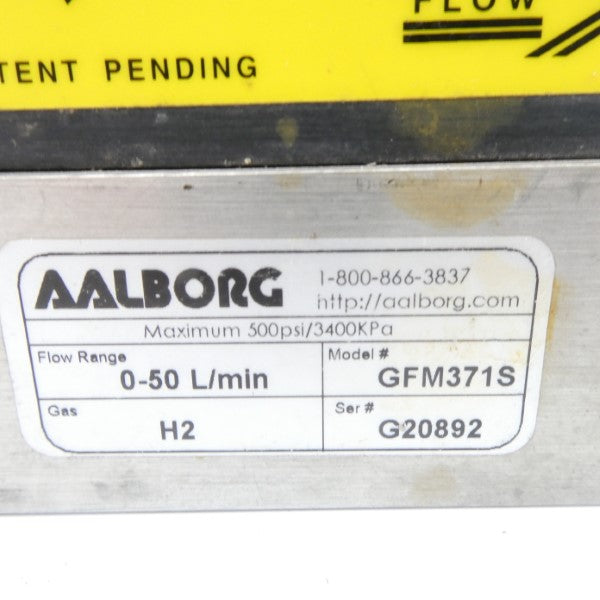 FLOW
TENT PENDING
AALBORG
1-800-866-3837
http://aalborg.com
Maximum 500psi/3400KPa
Flow Range
0-50 L/min
Model #
GFM371S
Gas
H2
Ser #
G20892